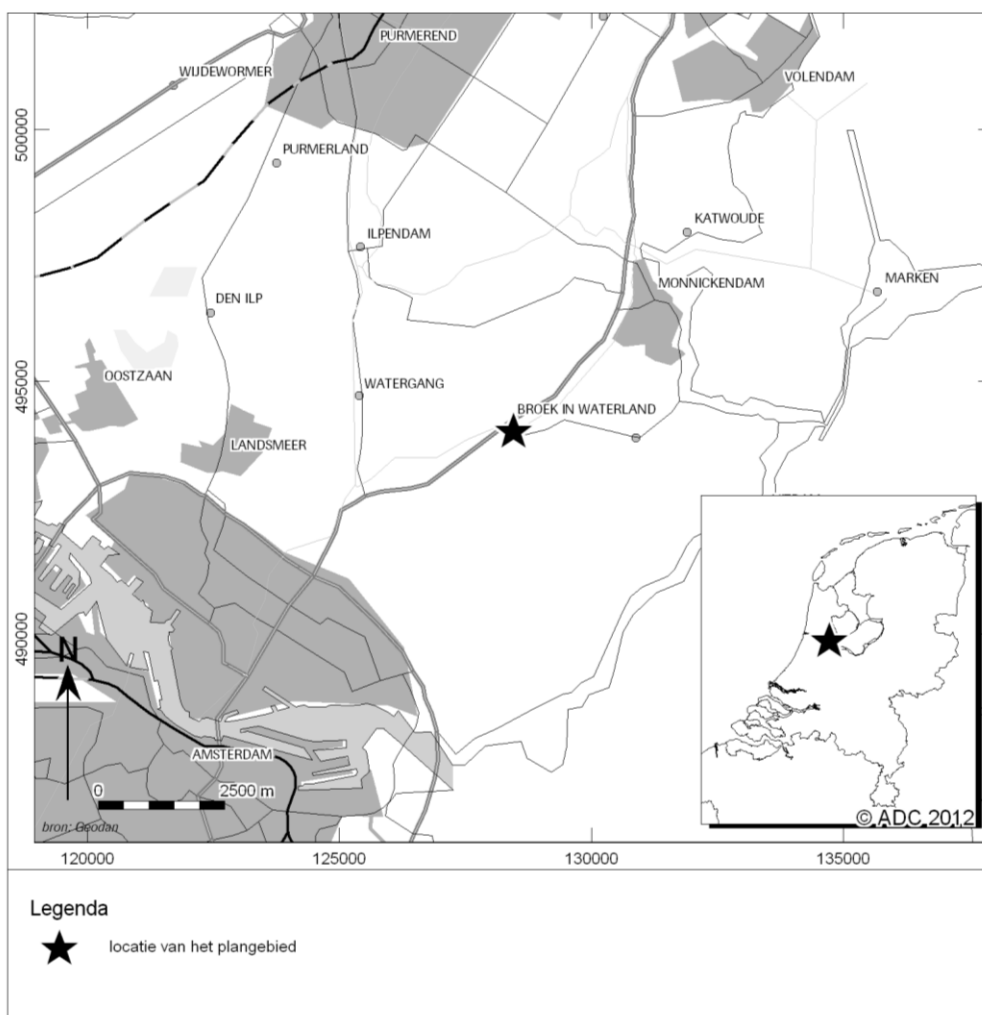 PURMEREND
WIJDEWORMER
VOLENDAM
500000
PURMERLAND
KATWOUDE
ILPENDAM
MONNICKENDAM
MARKEN
DEN ILP
OOSTZAAN
WATERGANG
495000
BROEK IN WATERLAND
LANDSMEER
490000
N
AMSTERDAM
0 2500 m
bron: Geodan
© ADC 2012
120000 125000 130000 135000
Legenda
locatie van het plangebied